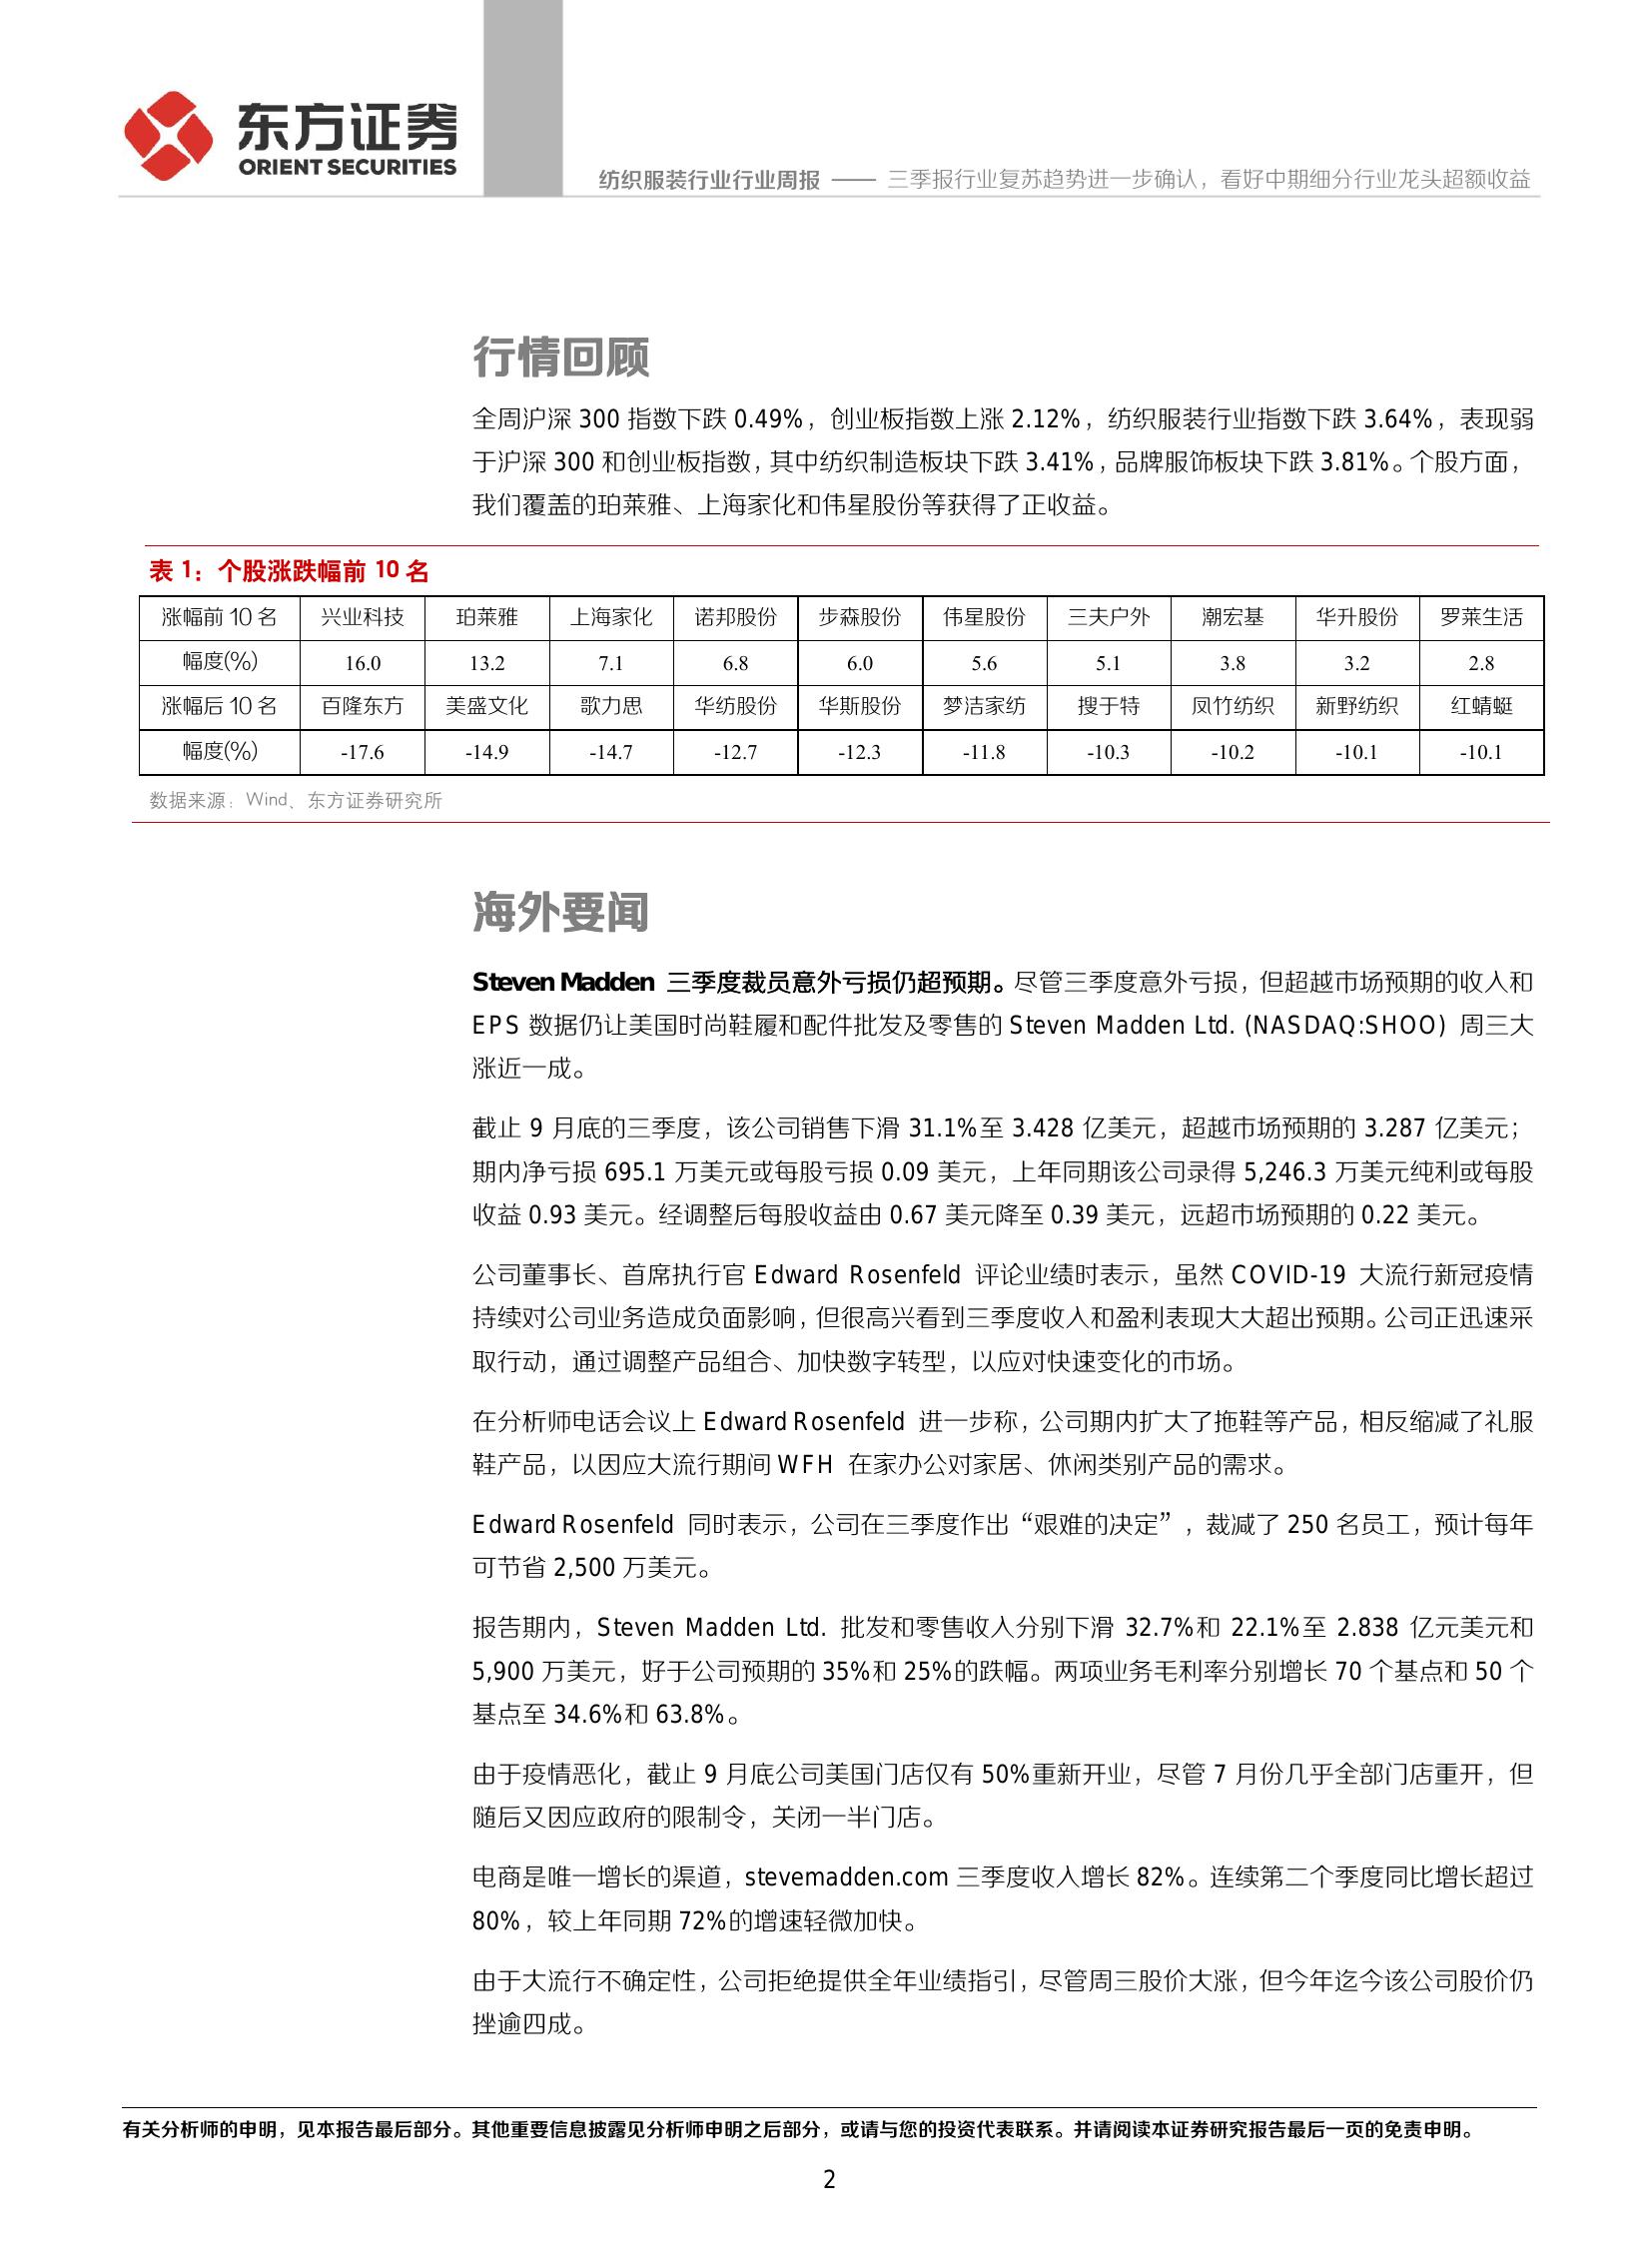 东方证券
ORIENT SECURITIES
纺织服装行业行业周报 —— 三季报行业复苏趋势进一步确认，看好中期细分行业龙头超额收益
行情回顾
全周沪深 300 指数下跌 0.49%，创业板指数上涨 2.12%，纺织服装行业指数下跌 3.64%，表现弱
于沪深 300 和创业板指数，其中纺织制造板块下跌 3.41%，品牌服饰板块下跌 3.81%。个股方面，
我们覆盖的珀莱雅、上海家化和伟星股份等获得了正收益。
表 1：个股涨跌幅前 10 名
涨幅前 10 名 兴业科技 珀莱雅 上海家化 诺邦股份 步森股份 伟星股份 三夫户外 潮宏基 华升股份 罗莱生活
幅度(%) 16.0 13.2 7.1 6.8 6.0 5.6 5.1 3.8 3.2 2.8
涨幅后 10 名 百隆东方 美盛文化 歌力思 华纺股份 华斯股份 梦洁家纺 搜于特 凤竹纺织 新野纺织 红蜻蜓
幅度(%) -17.6 -14.9 -14.7 -12.7 -12.3 -11.8 -10.3 -10.2 -10.1 -10.1
数据来源：Wind、东方证券研究所
海外要闻
Steven Madden 三季度裁员意外亏损仍超预期。尽管三季度意外亏损，但超越市场预期的收入和
EPS 数据仍让美国时尚鞋履和配件批发及零售的 Steven Madden Ltd. (NASDAQ:SHOO) 周三大
涨近一成。
截止 9 月底的三季度，该公司销售下滑 31.1%至 3.428 亿美元，超越市场预期的 3.287 亿美元；
期内净亏损 695.1 万美元或每股亏损 0.09 美元，上年同期该公司录得 5,246.3 万美元纯利或每股
收益 0.93 美元。经调整后每股收益由 0.67 美元降至 0.39 美元，远超市场预期的 0.22 美元。
公司董事长、首席执行官 Edward Rosenfeld 评论业绩时表示，虽然 COVID-19 大流行新冠疫情
持续对公司业务造成负面影响，但很高兴看到三季度收入和盈利表现大大超出预期。公司正迅速采
取行动，通过调整产品组合、加快数字转型，以应对快速变化的市场。
在分析师电话会议上 Edward Rosenfeld 进一步称，公司期内扩大了拖鞋等产品，相反缩减了礼服
鞋产品，以因应大流行期间 WFH 在家办公对家居、休闲类别产品的需求。
Edward Rosenfeld 同时表示，公司在三季度作出“艰难的决定”，裁减了 250 名员工，预计每年
可节省 2,500 万美元。
报告期内，Steven Madden Ltd. 批发和零售收入分别下滑 32.7%和 22.1%至 2.838 亿元美元和
5,900 万美元，好于公司预期的 35%和 25%的跌幅。两项业务毛利率分别增长 70 个基点和 50 个
基点至 34.6%和 63.8%。
由于疫情恶化，截止 9 月底公司美国门店仅有 50%重新开业，尽管 7 月份几乎全部门店重开，但
随后又因应政府的限制令，关闭一半门店。
电商是唯一增长的渠道，stevemadden.com 三季度收入增长 82%。连续第二个季度同比增长超过
80%，较上年同期 72%的增速轻微加快。
由于大流行不确定性，公司拒绝提供全年业绩指引，尽管周三股价大涨，但今年迄今该公司股价仍
挫逾四成。
有关分析师的申明，见本报告最后部分。其他重要信息披露见分析师申明之后部分，或请与您的投资代表联系。并请阅读本证券研究报告最后一页的免责申明。
2